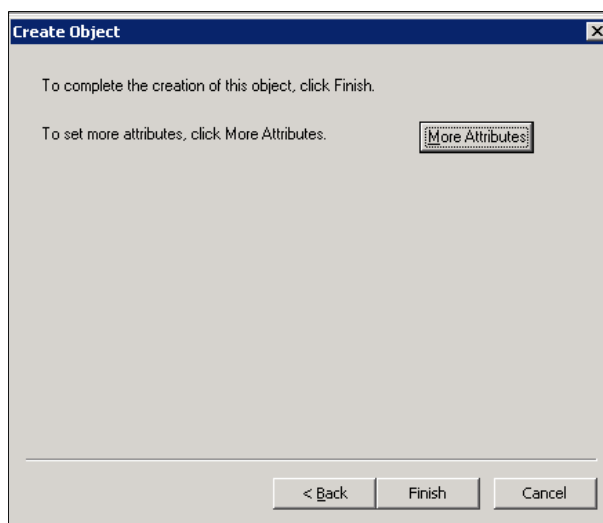 Create Object
To complete the creation of this object, click Finish.
To set more attributes, click More Attributes.
More Attributes
< Back
Finish
Cancel